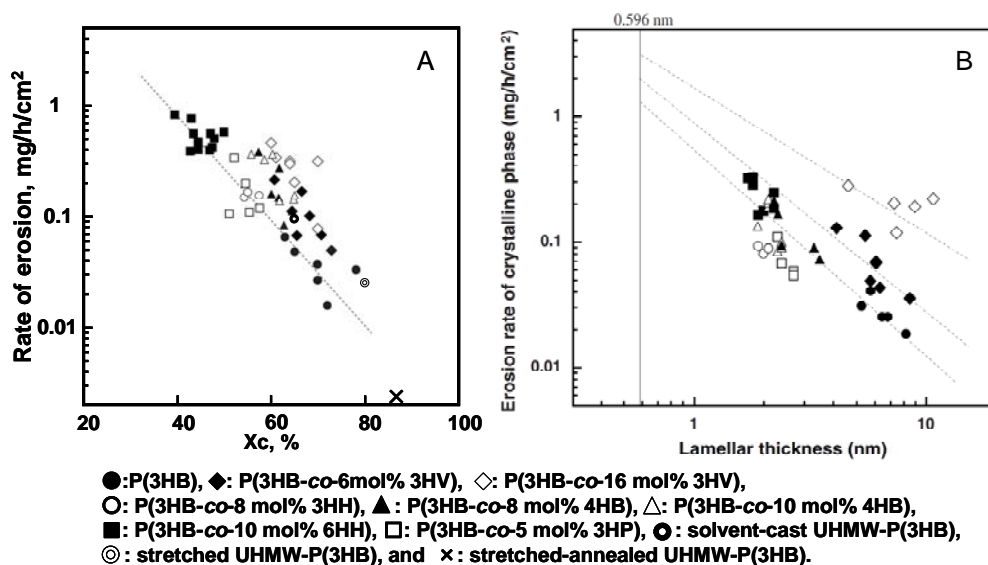 0.596 nm
A
B
Rate of erosion, mg/h/cm²
1
0.1
0.01
20
40
60
80
100
Xc, %
Erosion rate of crystalline phase (mg/h/cm²)
1
0.1
0.01
1
10
Lamellar thickness (nm)
●:P(3HB), ◆: P(3HB-co-6mol% 3HV), ◇: P(3HB-co-16 mol% 3HV),
○: P(3HB-co-8 mol% 3HH), ▲: P(3HB-co-8 mol% 4HB), △: P(3HB-co-10 mol% 4HB),
■: P(3HB-co-10 mol% 6HH), □: P(3HB-co-5 mol% 3HP), ○: solvent-cast UHMW-P(3HB),
◎: stretched UHMW-P(3HB), and ×: stretched-annealed UHMW-P(3HB).